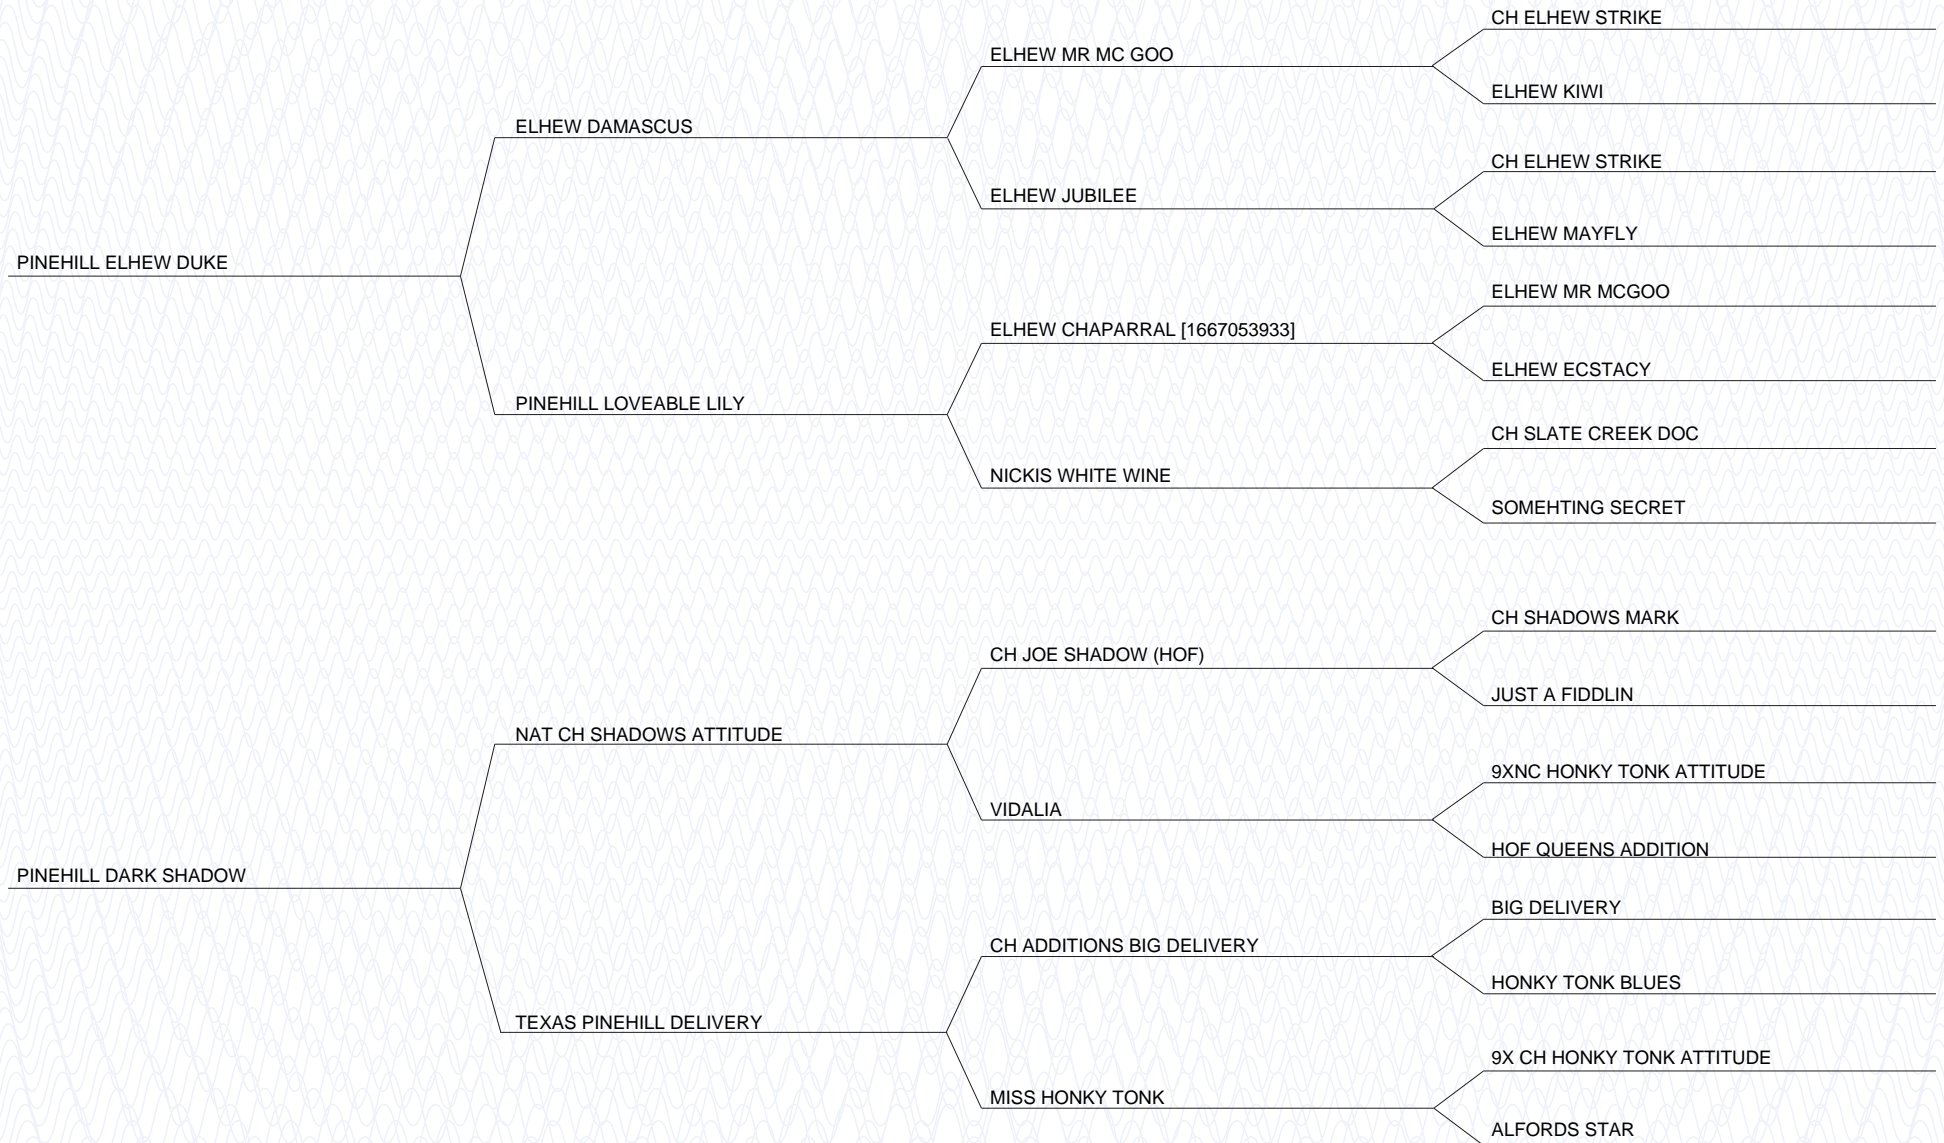 CH ELHEW STRIKE
ELHEW MR MC GOO
ELHEW KIWI
ELHEW DAMASCUS
CH ELHEW STRIKE
ELHEW JUBILEE
ELHEW MAYFLY
PINEHILL ELHEW DUKE
ELHEW MR MCGOO
ELHEW CHAPARRAL [1667053933]
ELHEW ECSTACY
PINEHILL LOVEABLE LILY
CH SLATE CREEK DOC
NICKIS WHITE WINE
SOMEHTING SECRET
CH SHADOWS MARK
CH JOE SHADOW (HOF)
JUST A FIDDLIN
NAT CH SHADOWS ATTITUDE
9XNC HONKY TONK ATTITUDE
VIDALIA
HOF QUEENS ADDITION
PINEHILL DARK SHADOW
BIG DELIVERY
CH ADDITIONS BIG DELIVERY
HONKY TONK BLUES
TEXAS PINEHILL DELIVERY
9X CH HONKY TONK ATTITUDE
MISS HONKY TONK
ALFORDS STAR